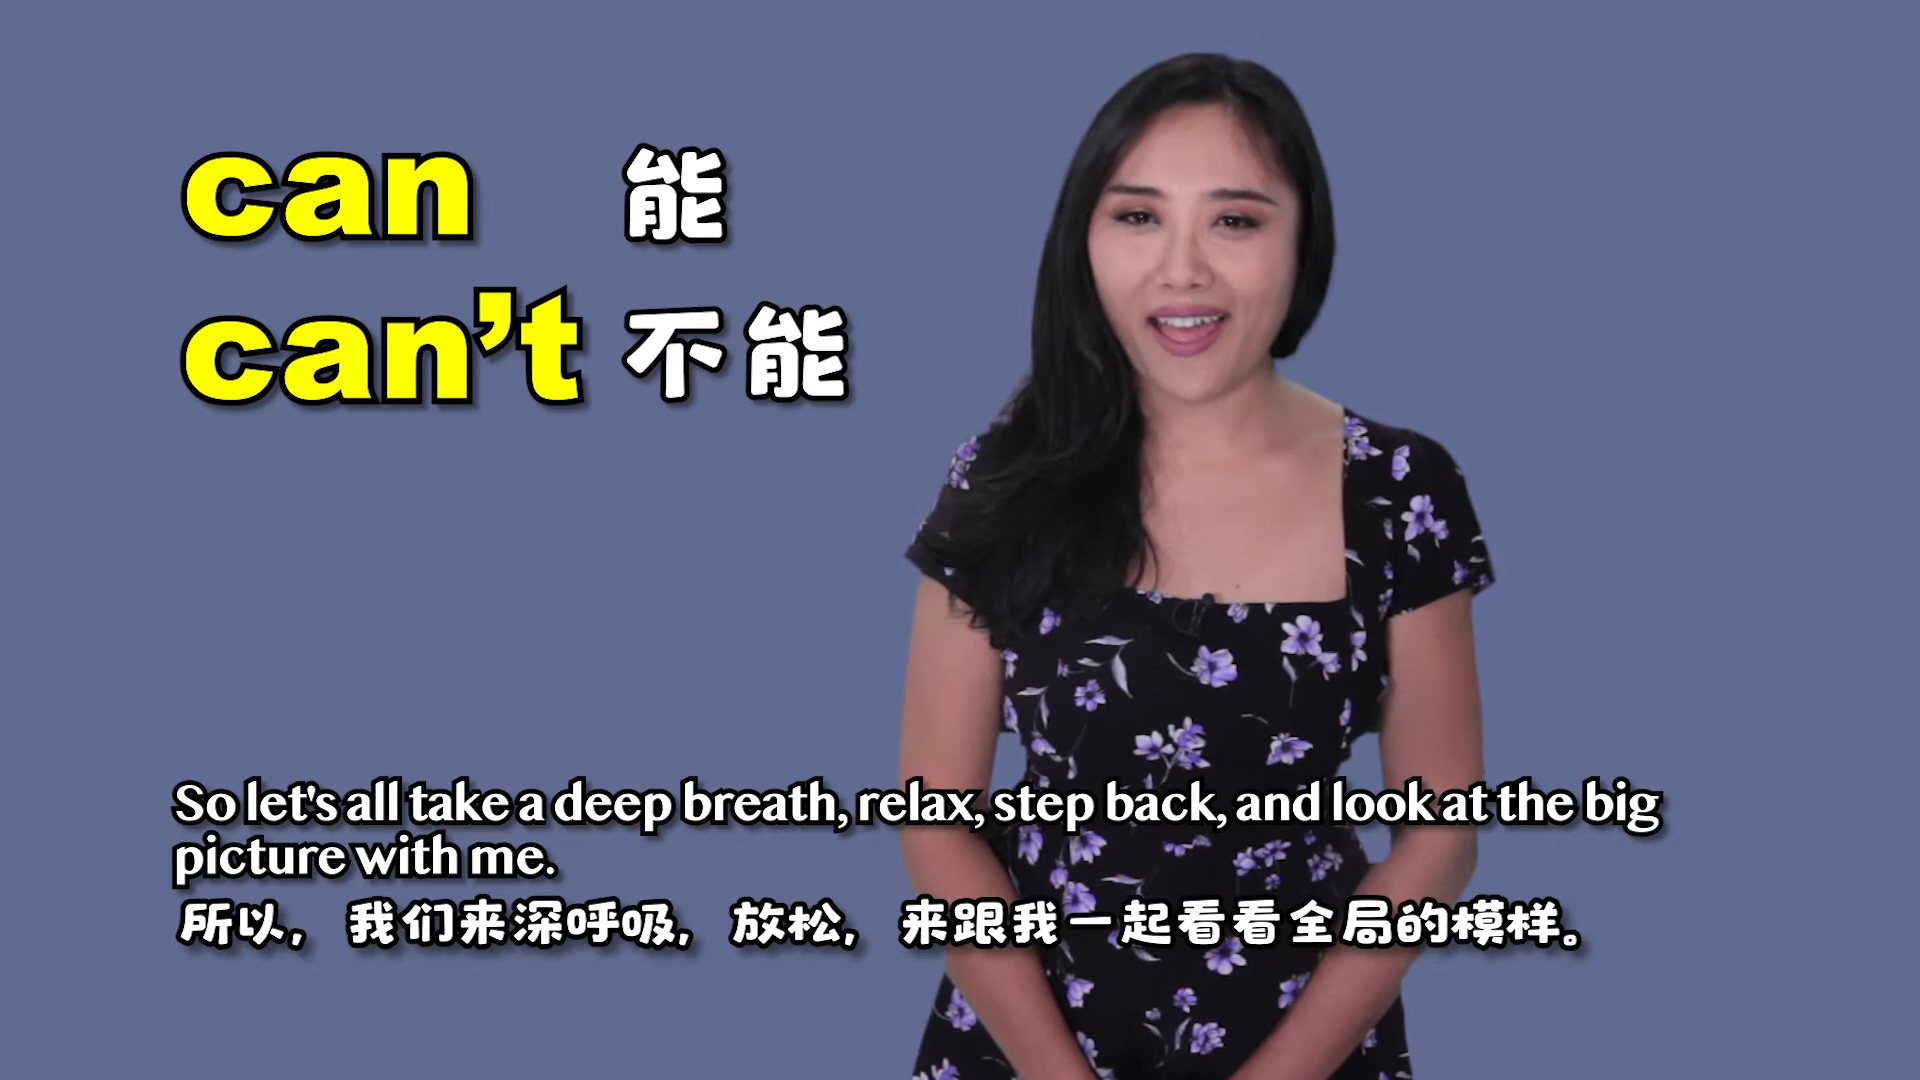 can 能
can't 不能
So let's all take a deep breath, relax, step back, and look at the big
picture with me.
所以，我们来深呼吸，放松，来跟我一起看看全局的模样。